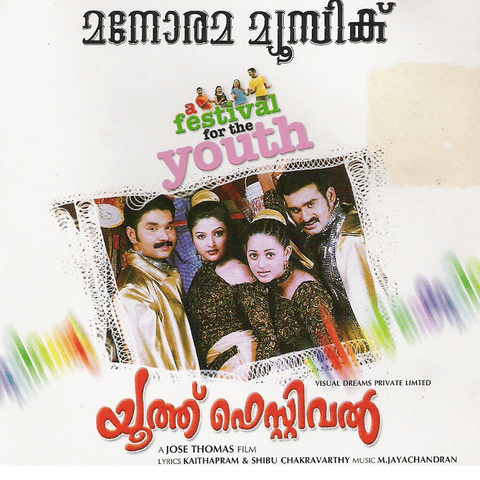 മനോരമ മ്യൂസിക്
a
festival
for the
youth
VISUAL DREAMS PRIVATE LIMTED
യൂത്ത് ഫെസ്റ്റിവൽ
A JOSE THOMAS FILM
LYRICS KAITHAPRAM & SHIBU CHAKRAVARTHY MUSIC M.JAYACHANDRAN